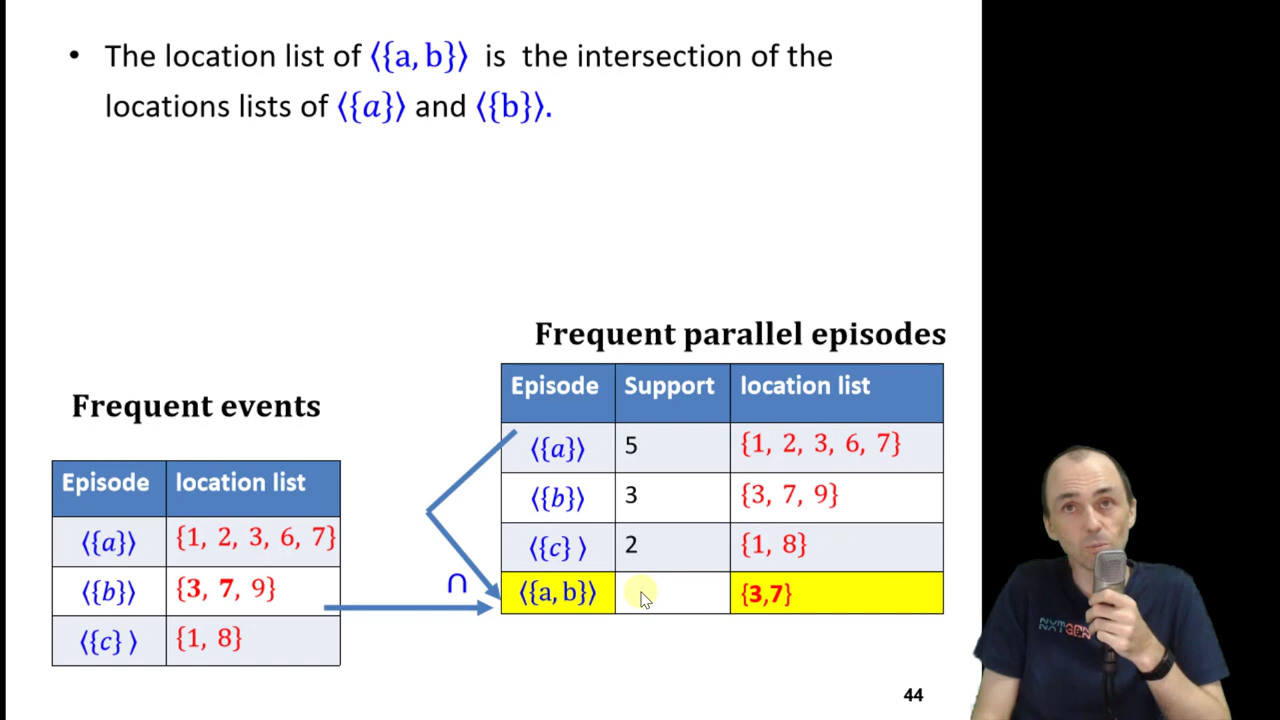 • The location list of ⟨{a, b}⟩ is the intersection of the
locations lists of ⟨{a}⟩ and ⟨{b}⟩.
Frequent parallel episodes
Episode Support location list
⟨{a}⟩ 5 {1, 2, 3, 6, 7}
⟨{b}⟩ 3 {3, 7, 9}
⟨{c} ⟩ 2 {1, 8}
⟨{a, b}⟩ {3,7}
Frequent events
Episode location list
⟨{a}⟩ {1, 2, 3, 6, 7}
⟨{b}⟩ {3, 7, 9}
⟨{c} ⟩ {1, 8}
∩
44